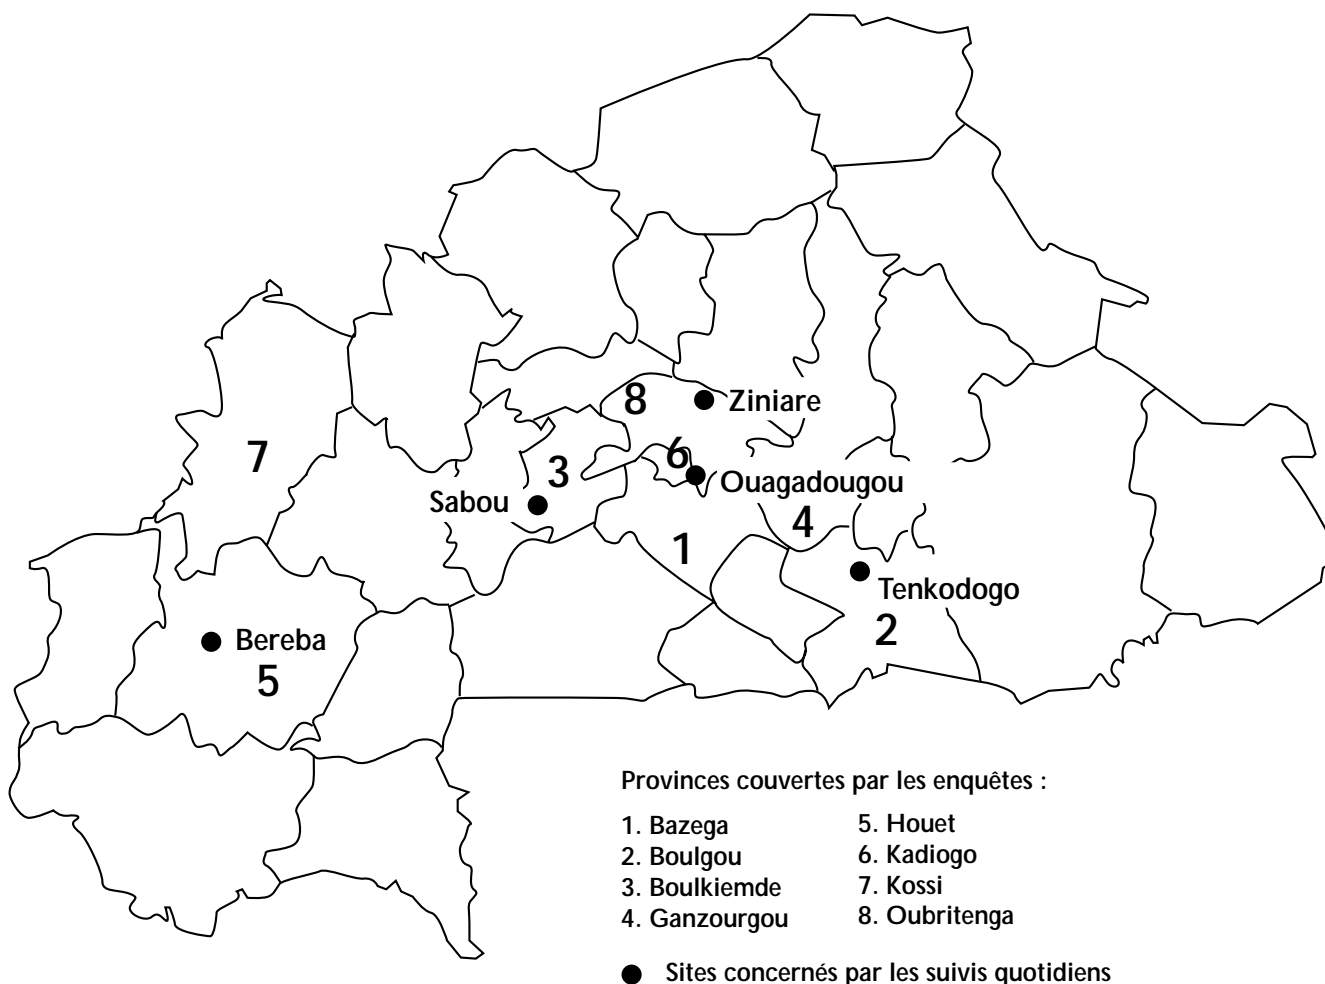 8
Ziniare
7
3
6
Sabou
Ouagadougou
4
1
Tenkodogo
2
Bereba
5
Provinces couvertes par les enquêtes :
1. Bazega
2. Boulgou
3. Boulkiemde
4. Ganzourgou
5. Houet
6. Kadiogo
7. Kossi
8. Oubritenga
Sites concernés par les suivis quotidiens